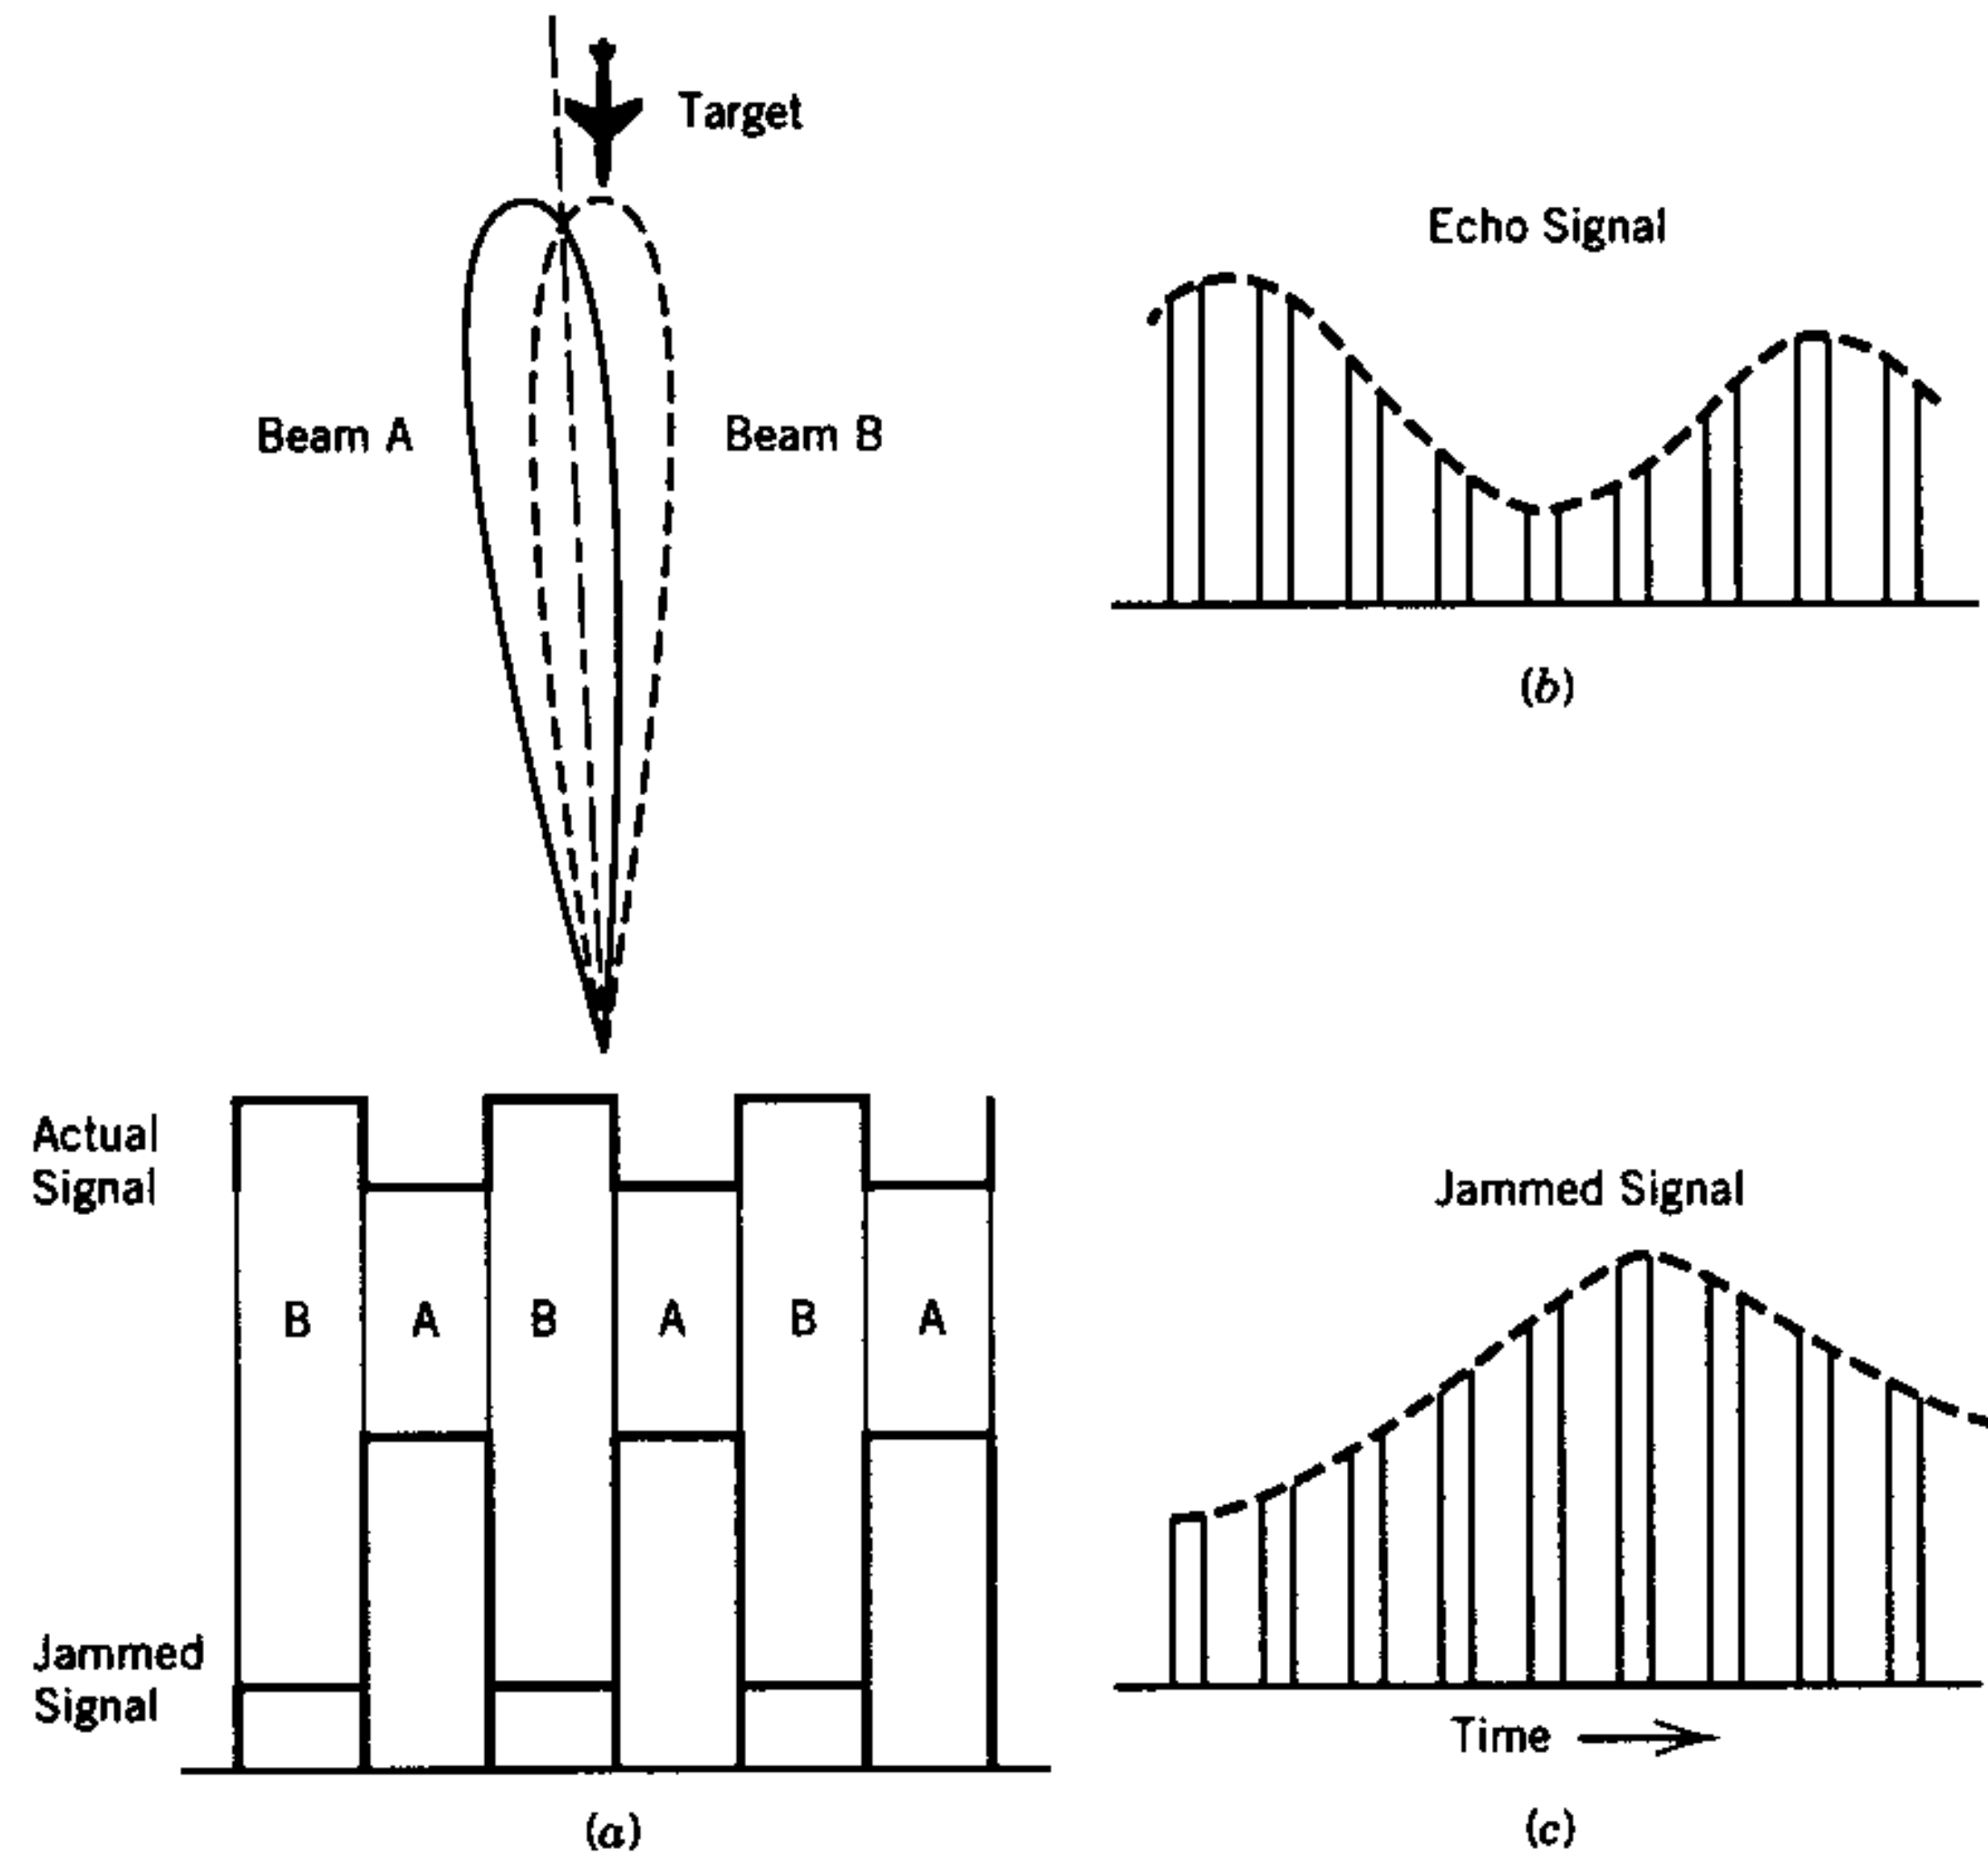 Target
Beam A
Beam B
Actual
Signal
B A B A B A
Jammed
Signal
(a)
Echo Signal
(b)
Jammed Signal
Time
(c)